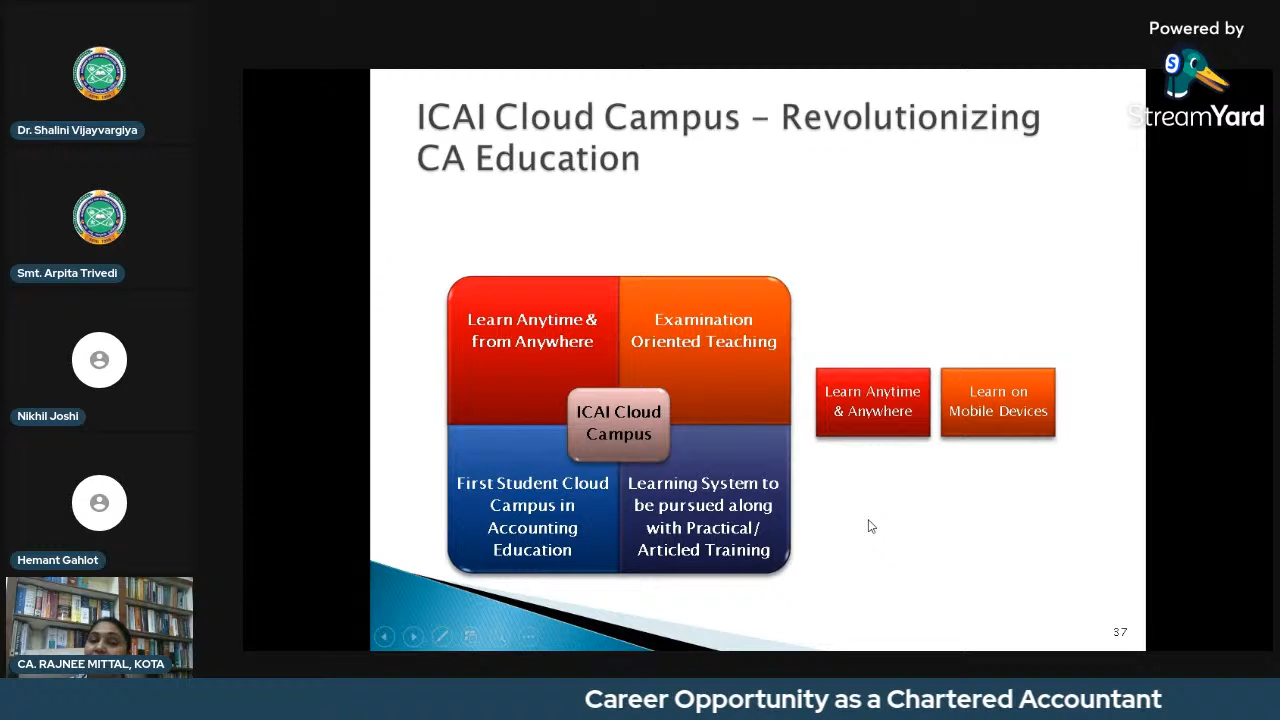 Powered by
StreamYard
Dr. Shalini Vijayvargiya
Smt. Arpita Trivedi
Nikhil Joshi
Hemant Gahlot
CA. RAJNEE MITTAL, KOTA
ICAI Cloud Campus – Revolutionizing
CA Education
Learn Anytime &
from Anywhere
Examination
Oriented Teaching
ICAI Cloud
Campus
First Student Cloud
Campus in
Accounting
Education
Learning System to
be pursued along
with Practical/
Articled Training
Learn Anytime
& Anywhere
Learn on
Mobile Devices
37
Career Opportunity as a Chartered Accountant